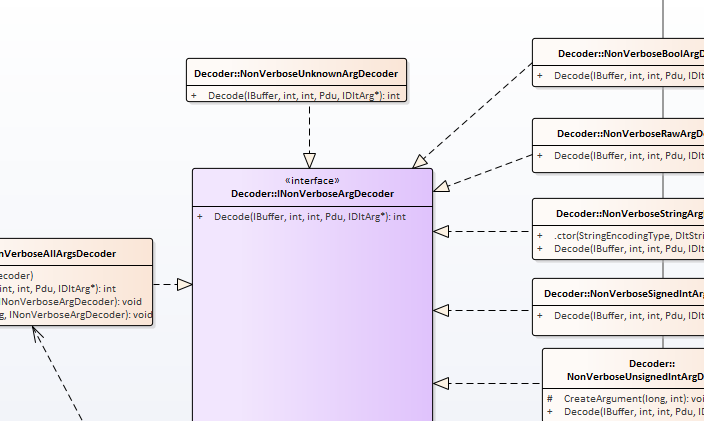 Decoder::NonVerboseUnknownArgDecoder
+ Decode(IBuffer, int, int, Pdu, IDltArg*): int
«interface»
Decoder::INonVerboseArgDecoder
+ Decode(IBuffer, int, int, Pdu, IDltArg*): int
nVerboseAllArgsDecoder
ecoder)
int, int, Pdu, IDltArg*): int
INonVerboseArgDecoder): void
g, INonVerboseArgDecoder): void
Decoder::NonVerboseBoolArgD
+ Decode(IBuffer, int, int, Pdu, IDlt
Decoder::NonVerboseRawArgD
+ Decode(IBuffer, int, int, Pdu, IDlt
Decoder::NonVerboseStringArg
+ .ctor(StringEncodingType, DltStri
+ Decode(IBuffer, int, int, Pdu, IDlt
Decoder::NonVerboseSignedIntArg
+ Decode(IBuffer, int, int, Pdu, IDlt
Decoder::
NonVerboseUnsignedIntArgD
# CreateArgument(long, int): voi
+ Decode(IBuffer, int, int, Pdu, IDlt